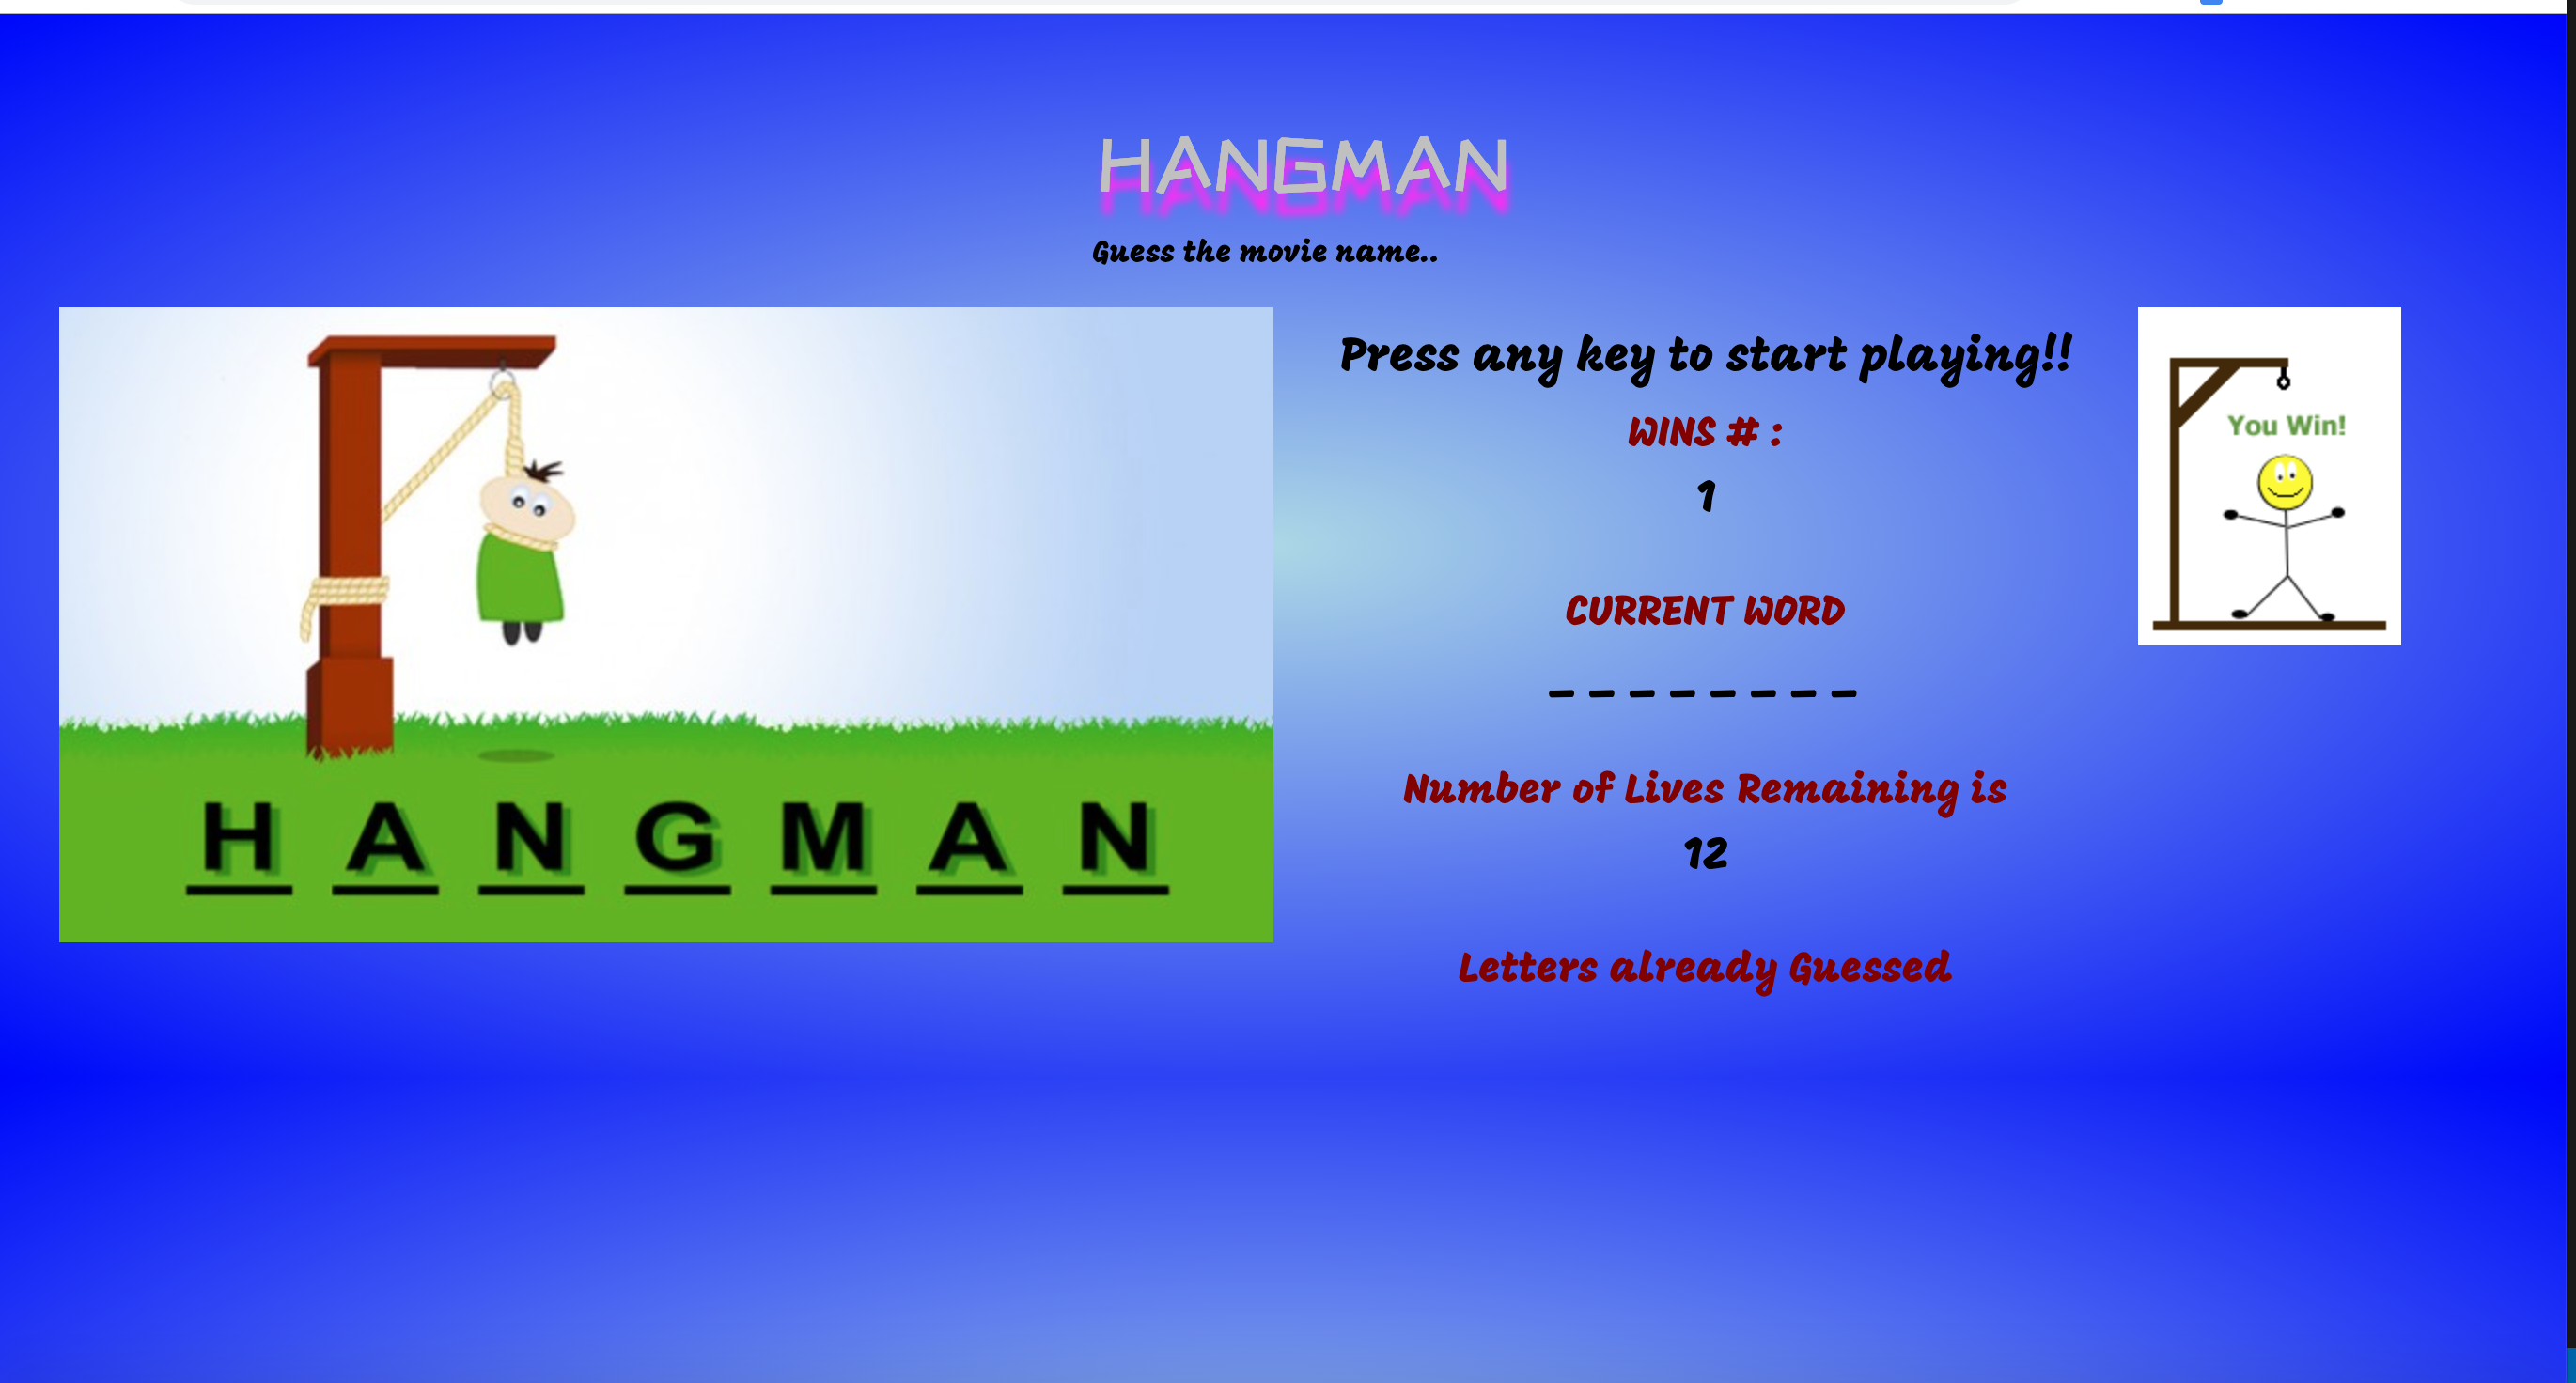 HANGMAN
Guess the movie name..
H A N G M A N
Press any key to start playing!!
WINS # :
1
CURRENT WORD
_ _ _ _ _ _ _ _
Number of Lives Remaining is
12
Letters already Guessed
You Win!